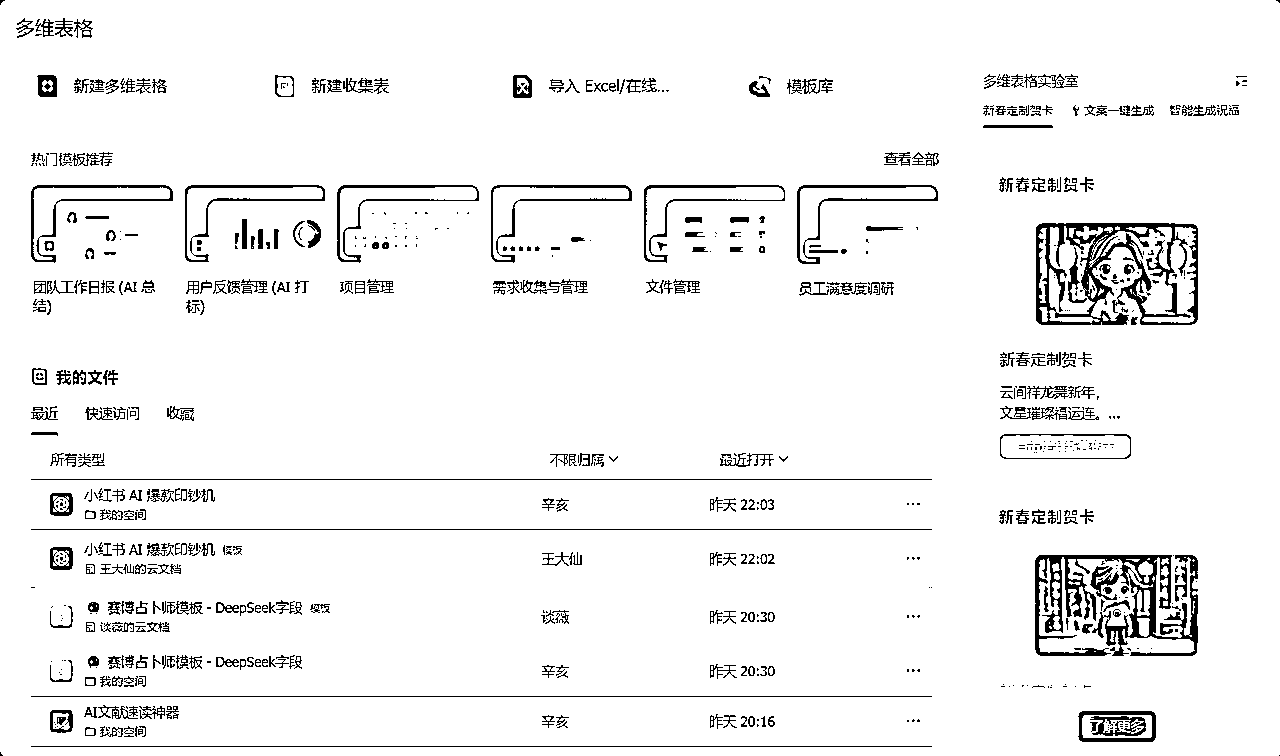 多维表格
新建多维表格
新建收集表
导入 Excel/在线...
模板库
热门模板推荐
查看全部
团队工作日报 (AI 总
结)
用户反馈管理 (AI 打
标)
项目管理
需求收集与管理
文件管理
员工满意度调研
我的文件
最近 快速访问 收藏
所有类型 不限归属 最近打开
小红书 AI 爆款印钞机
我的空间
辛亥 昨天 22:03 ...
小红书 AI 爆款印钞机 模板
王大仙的云文档
王大仙 昨天 22:02 ...
赛博占卜师模板 - DeepSeek字段 模板
谈薇的云文档
谈薇 昨天 20:30 ...
赛博占卜师模板 - DeepSeek字段
我的空间
辛亥 昨天 20:30 ...
AI文献速读神器
我的空间
辛亥 昨天 20:16 ...
多维表格实验室
新春定制贺卡 文案一键生成 智能生成祝福
新春定制贺卡
新春定制贺卡
云间祥龙舞新年，
文星璀璨福运连。...
新春定制贺卡
了解更多